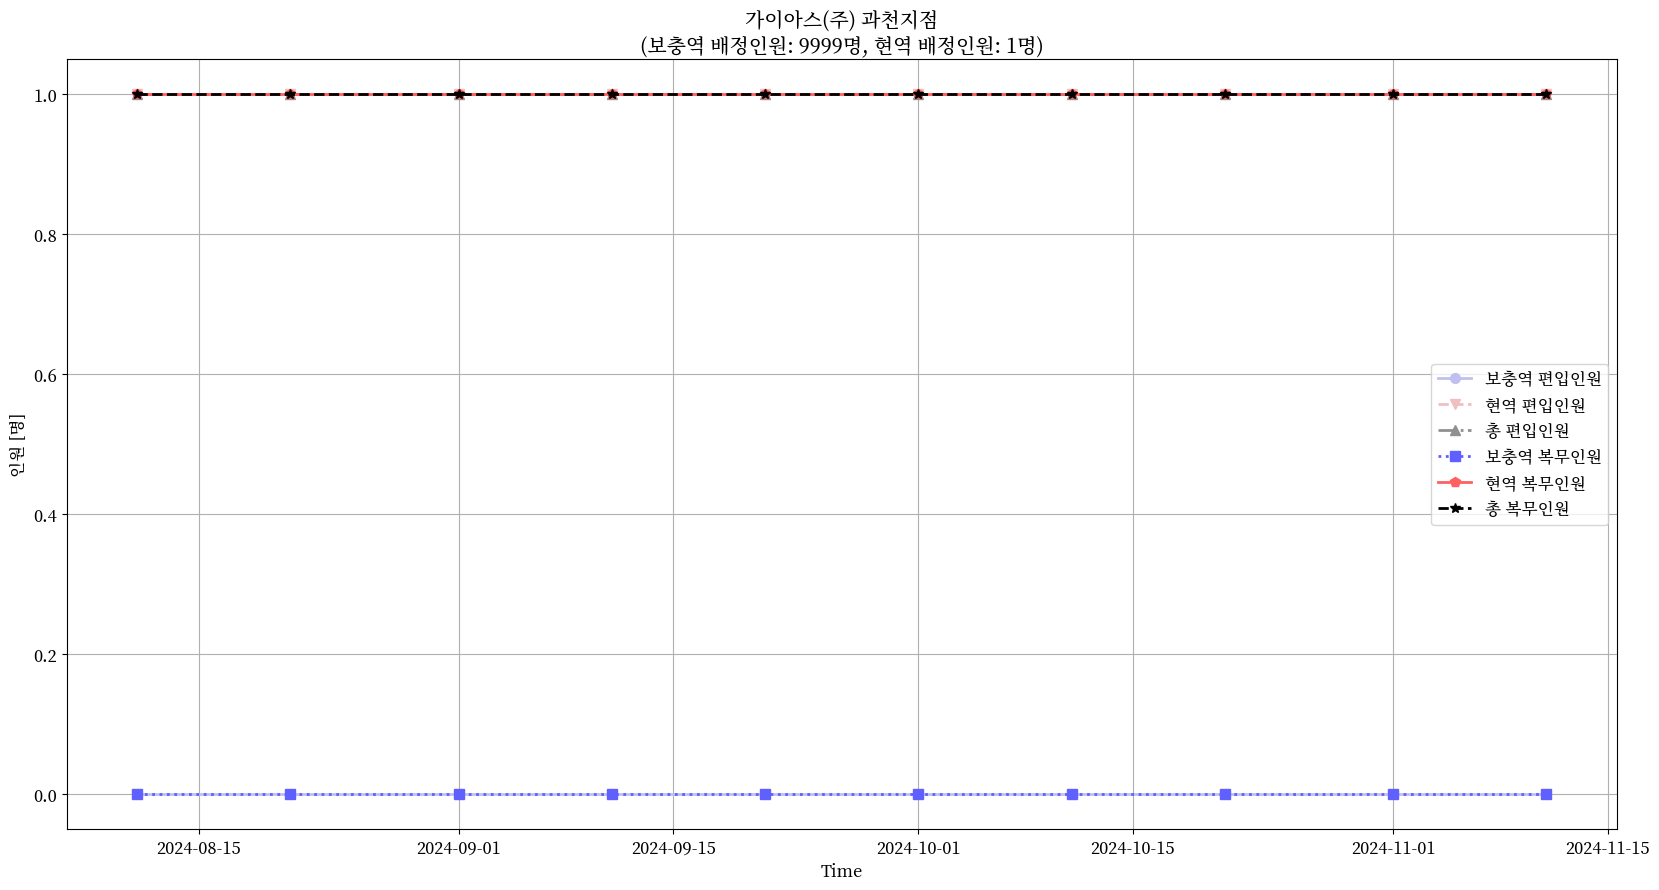 가이아스(주) 과천지점
(보충역 배정인원: 9999명, 현역 배정인원: 1명)
1.0
0.8
0.6
0.4
0.2
0.0
인원 [명]
보충역 편입인원
현역 편입인원
총 편입인원
보충역 복무인원
현역 복무인원
총 복무인원
2024-08-15
2024-09-01
2024-09-15
2024-10-01
2024-10-15
2024-11-01
2024-11-15
Time